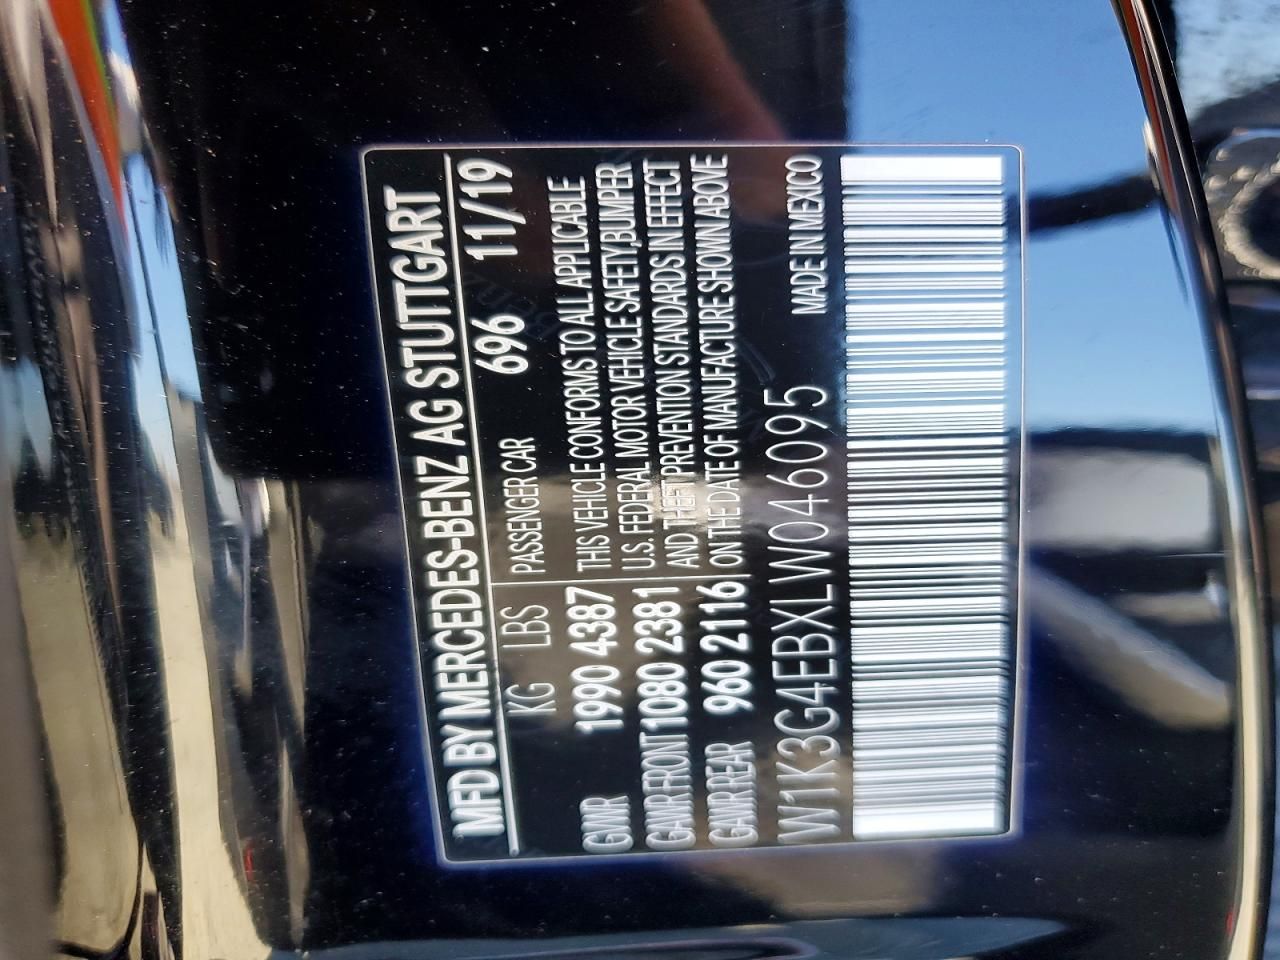 MFD BY MERCEDES-BENZ AG STUTTGART
KG LBS PASSENGER CAR 696 11/19
GVWR 1990 4387 THIS VEHICLE CONFORMS TO ALL APPLICABLE
U.S. FEDERAL MOTOR VEHICLE SAFETY,BUMPER
GAWR FRONT 1080 2381 AND THEFT PREVENTION STANDARDS IN EFFECT
GAWR REAR 960 2116 ON THE DATE OF MANUFACTURE SHOWN ABOVE
W1K3G4EBXLW046095 MADE IN MEXICO